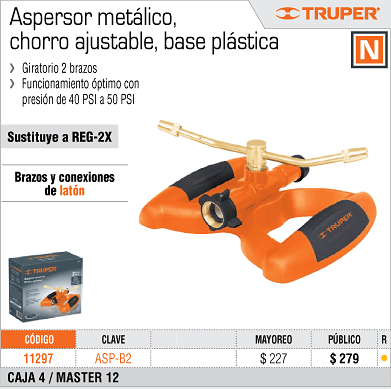 Aspersor metálico,
chorro ajustable, base plástica
TRUPER®
N
› Giratorio 2 brazos
› Funcionamiento óptimo con
presión de 40 PSI a 50 PSI
Sustituye a REG-2X
Brazos y conexiones
de latón
TRUPER
TRUPER
CÓDIGO CLAVE MAYOREO PÚBLICO R
11297 ASP-B2 $ 227 $ 279
CAJA 4 / MASTER 12